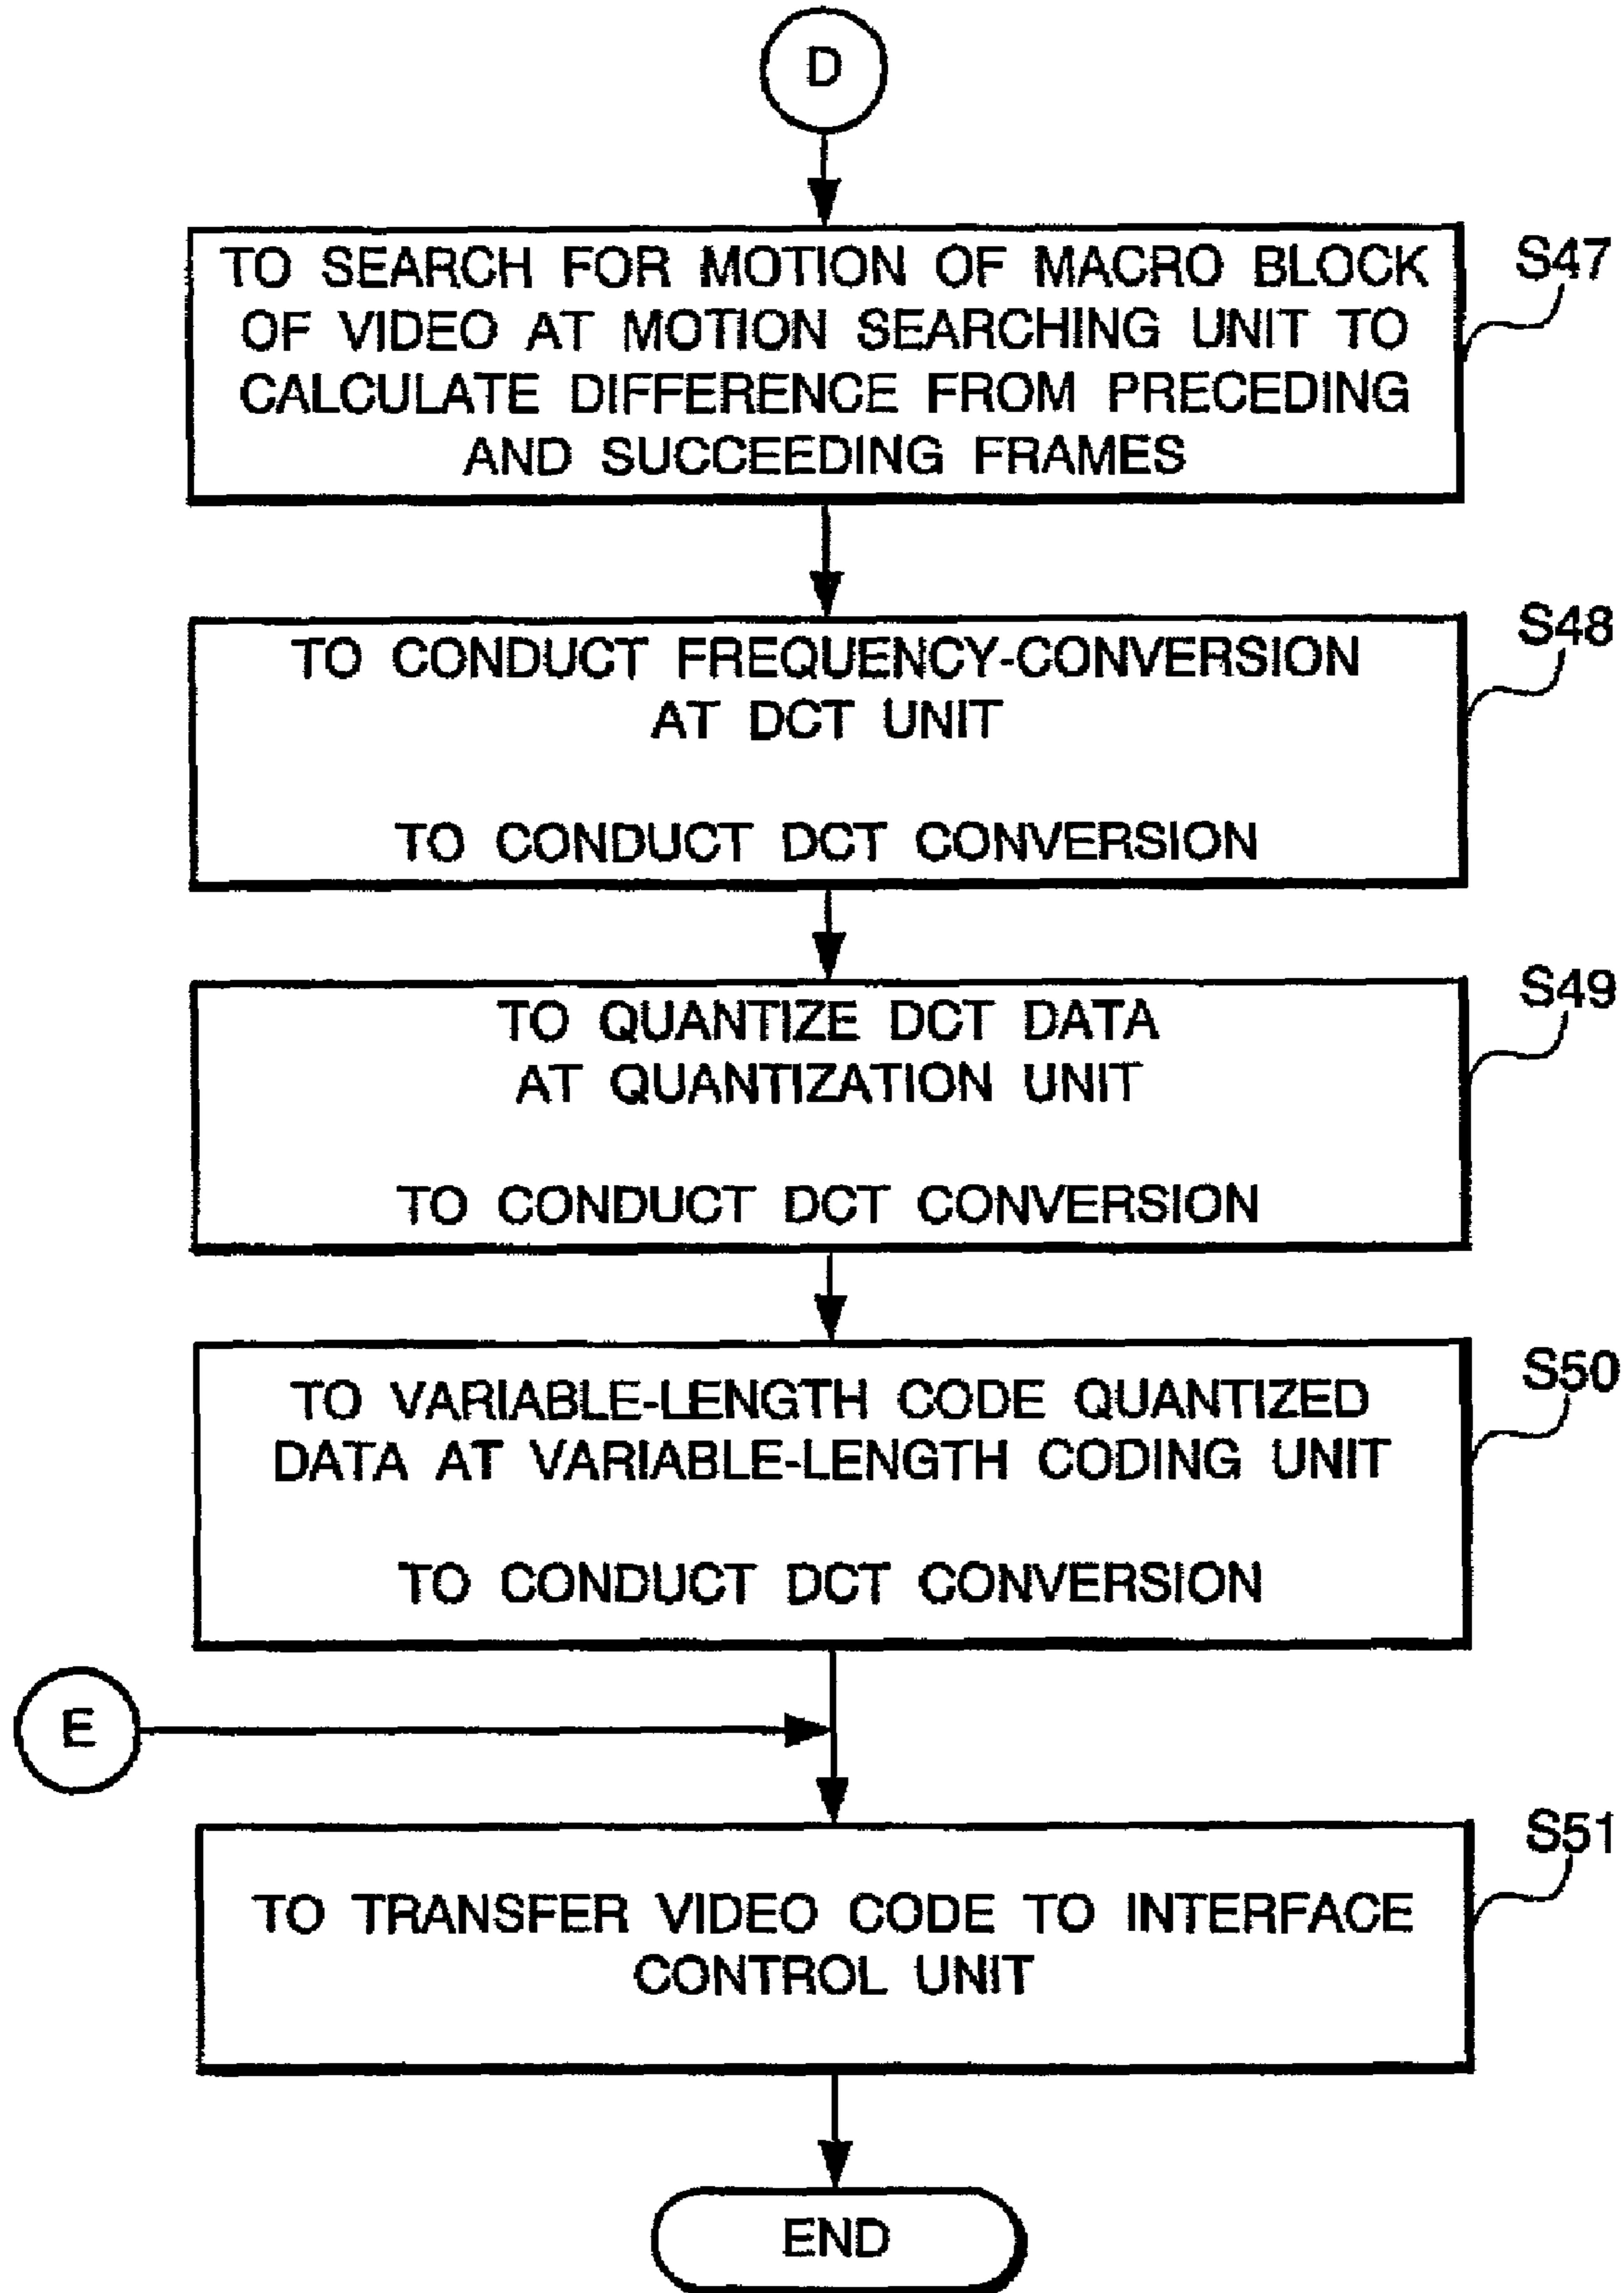 D
TO SEARCH FOR MOTION OF MACRO BLOCK
OF VIDEO AT MOTION SEARCHING UNIT TO
CALCULATE DIFFERENCE FROM PRECEDING
AND SUCCEEDING FRAMES
S47
TO CONDUCT FREQUENCY-CONVERSION
AT DCT UNIT
TO CONDUCT DCT CONVERSION
S48
TO QUANTIZE DCT DATA
AT QUANTIZATION UNIT
TO CONDUCT DCT CONVERSION
S49
TO VARIABLE-LENGTH CODE QUANTIZED
DATA AT VARIABLE-LENGTH CODING UNIT
TO CONDUCT DCT CONVERSION
S50
E
TO TRANSFER VIDEO CODE TO INTERFACE
CONTROL UNIT
S51
END